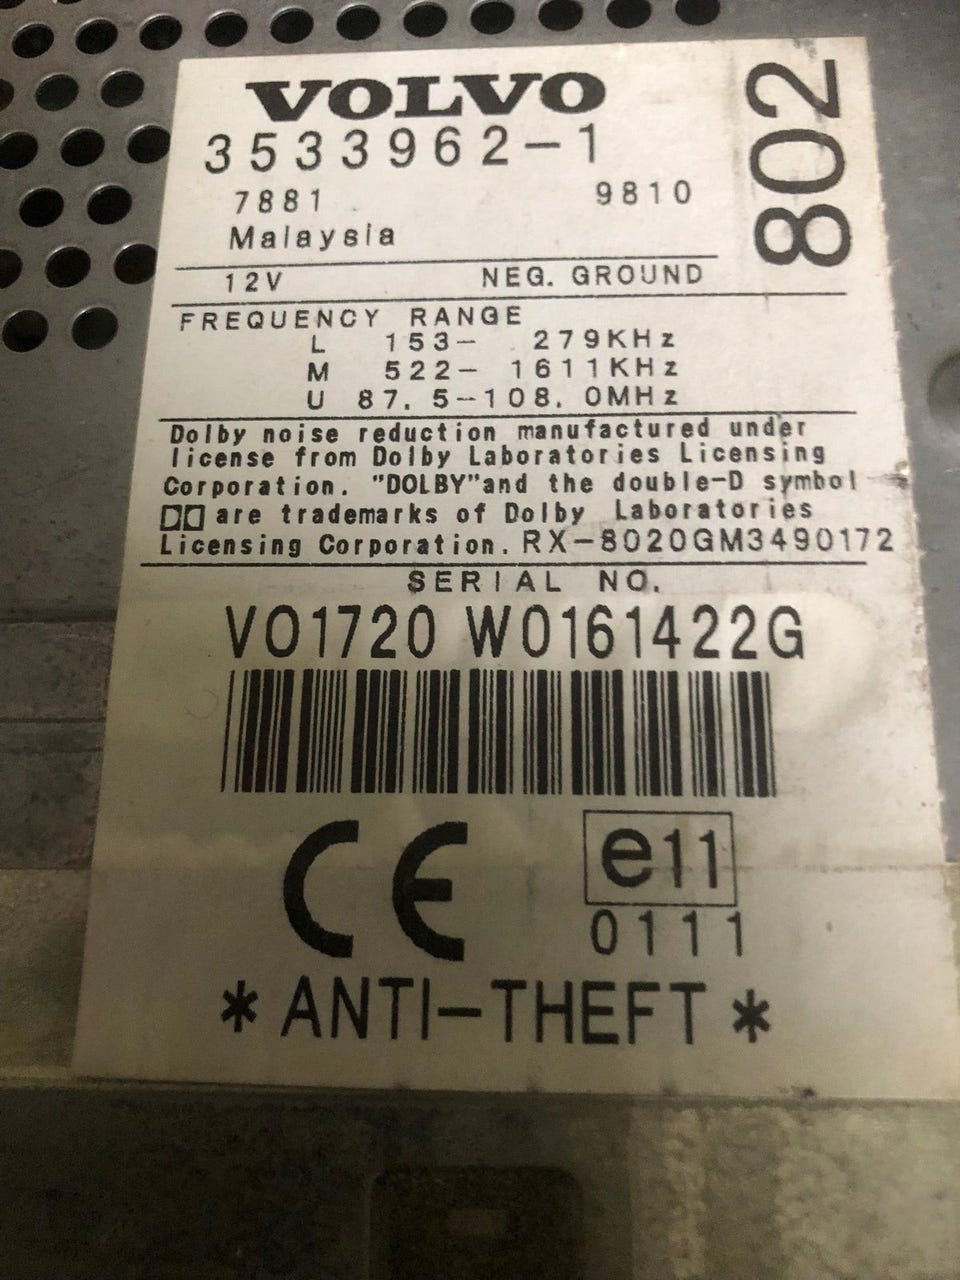 VOLVO
3533962-1
802
7881 9810
Malaysia
12V NEG. GROUND
FREQUENCY RANGE
L 153- 279KHz
M 522- 1611KHz
U 87.5-108.0MHz
Dolby noise reduction manufactured under
license from Dolby Laboratories Licensing
Corporation. "DOLBY"and the double-D symbol
are trademarks of Dolby Laboratories
Licensing Corporation. RX-8020GM3490172
SERIAL NO.
VO1720 W0161422G
CE
e11
0111
* ANTI-THEFT *